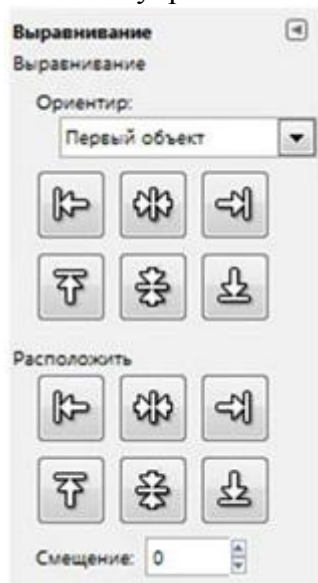 Выравнивание
Выравнивание
Ориентир:
Первый объект
Расположить
Смещение: 0